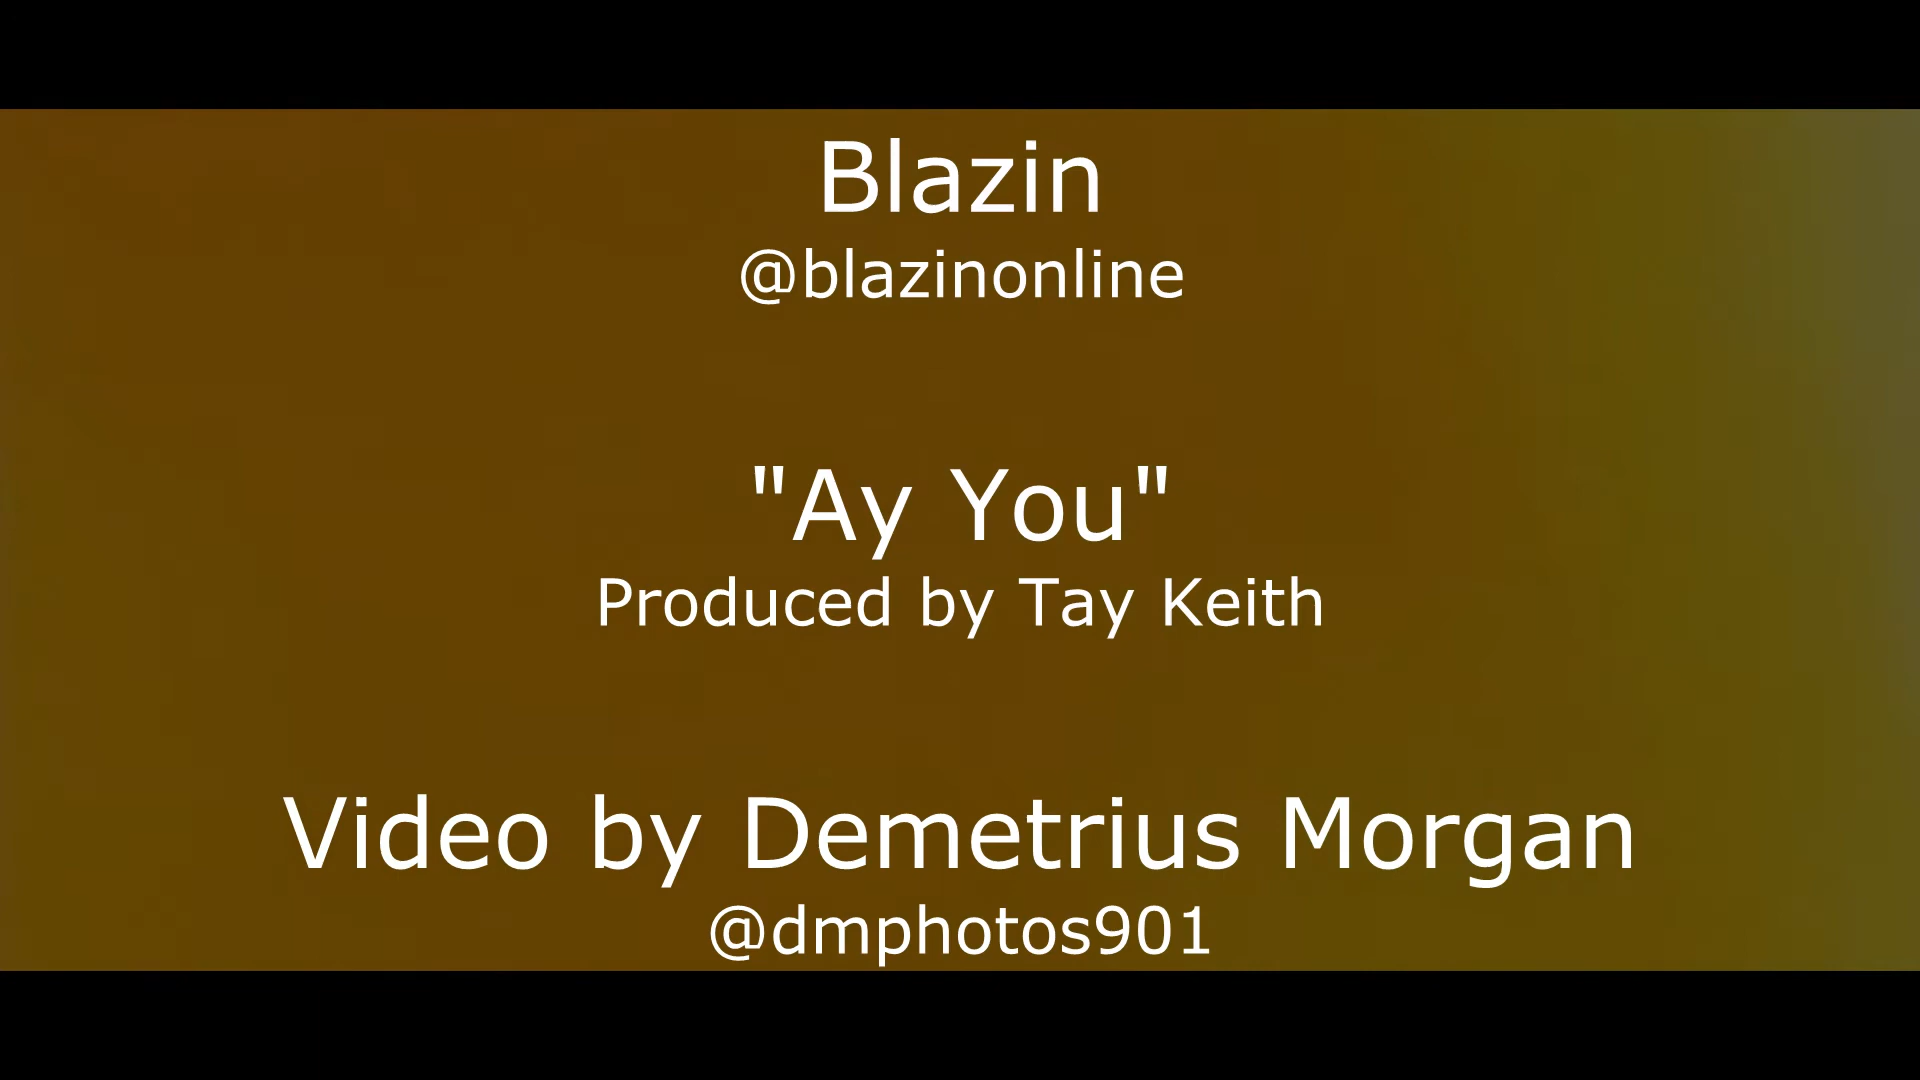 Blazin
@blazinonline
"Ay You"
Produced by Tay Keith
Video by Demetrius Morgan
@dmphotos901